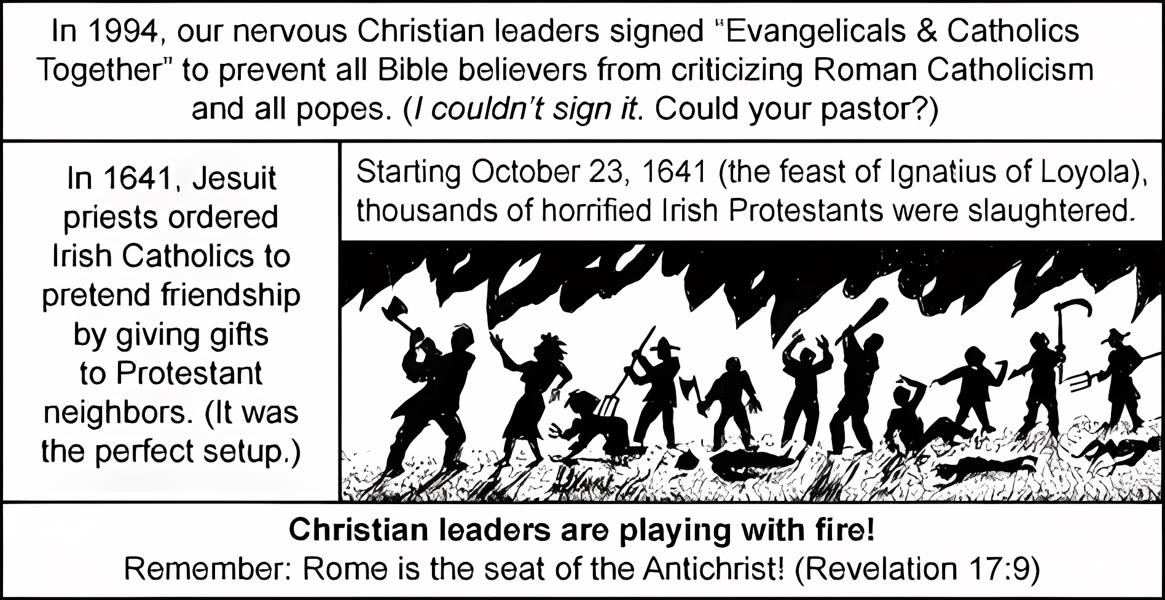 In 1994, our nervous Christian leaders signed “Evangelicals & Catholics
Together” to prevent all Bible believers from criticizing Roman Catholicism
and all popes. (I couldn’t sign it. Could your pastor?)
In 1641, Jesuit
priests ordered
Irish Catholics to
pretend friendship
by giving gifts
to Protestant
neighbors. (It was
the perfect setup.)
Starting October 23, 1641 (the feast of Ignatius of Loyola),
thousands of horrified Irish Protestants were slaughtered.
Christian leaders are playing with fire!
Remember: Rome is the seat of the Antichrist! (Revelation 17:9)